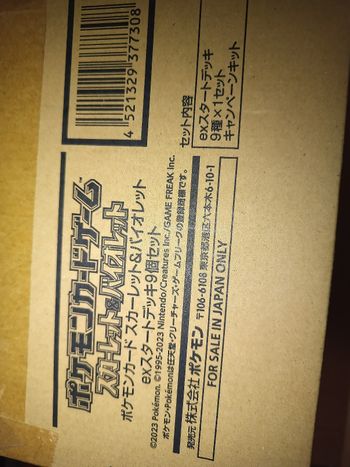 ポケモンカードゲーム
スカーレット&バイオレット
ポケモンカード スカーレット&バイオレット
exスタートデッキ9個セット
©2023 Pokémon. ©1995-2023 Nintendo/Creatures Inc./GAME FREAK inc.
ポケモン・Pokémonは任天堂・クリーチャーズ・ゲームフリークの登録商標です。
発売元 株式会社 ポケモン 〒106-6108 東京都港区六本木6-10-1
FOR SALE IN JAPAN ONLY
4 521329 377308
セット内容
exスタートデッキ
9種×1セット
キャンペーンキット